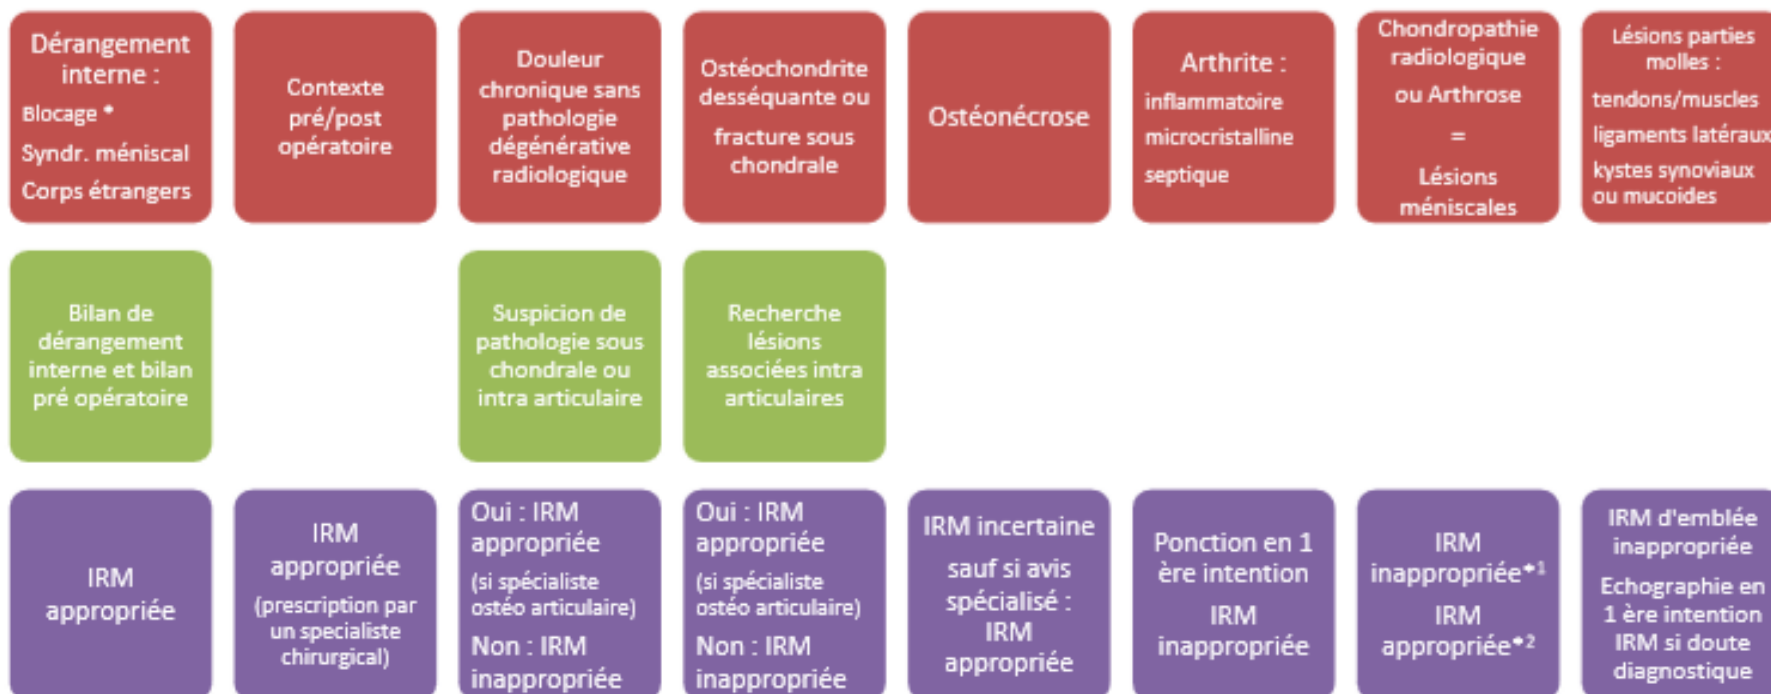 Dérangement
interne :
Blocage *
Syndr. méniscal
Corps étrangers
Contexte
pré/post
opératoire
Douleur
chronique sans
pathologie
dégénérative
radiologique
Ostéochondrite
desséquante ou
fracture sous
chondrale
Ostéonécrose
Arthrite :
inflammatoire
microcristalline
septique
Chondropathie
radiologique
ou Arthrose
=
Lésions
méniscales
Lésions parties
molles :
tendons/muscles
ligaments latéraux
kystes synoviaux
ou mucoides
Bilan de
dérangement
interne et bilan
pré opératoire
Suspicion de
pathologie sous
chondrale ou
intra articulaire
Recherche
lésions
associées intra
articulaires
IRM
appropriée
IRM
appropriée
(prescription par
un specialiste
chirurgical)
Oui : IRM
appropriée
(si spécialiste
ostéo articulaire)
Non : IRM
inappropriée
Oui : IRM
appropriée
(si spécialiste
ostéo articulaire)
Non : IRM
inappropriée
IRM incertaine
sauf si avis
spécialisé :
IRM
appropriée
Ponction en 1
ère intention
IRM
inappropriée
IRM
inappropriée*1
IRM
appropriée*2
IRM d'emblée
inappropriée
Echographie en
1 ère intention
IRM si doute
diagnostique